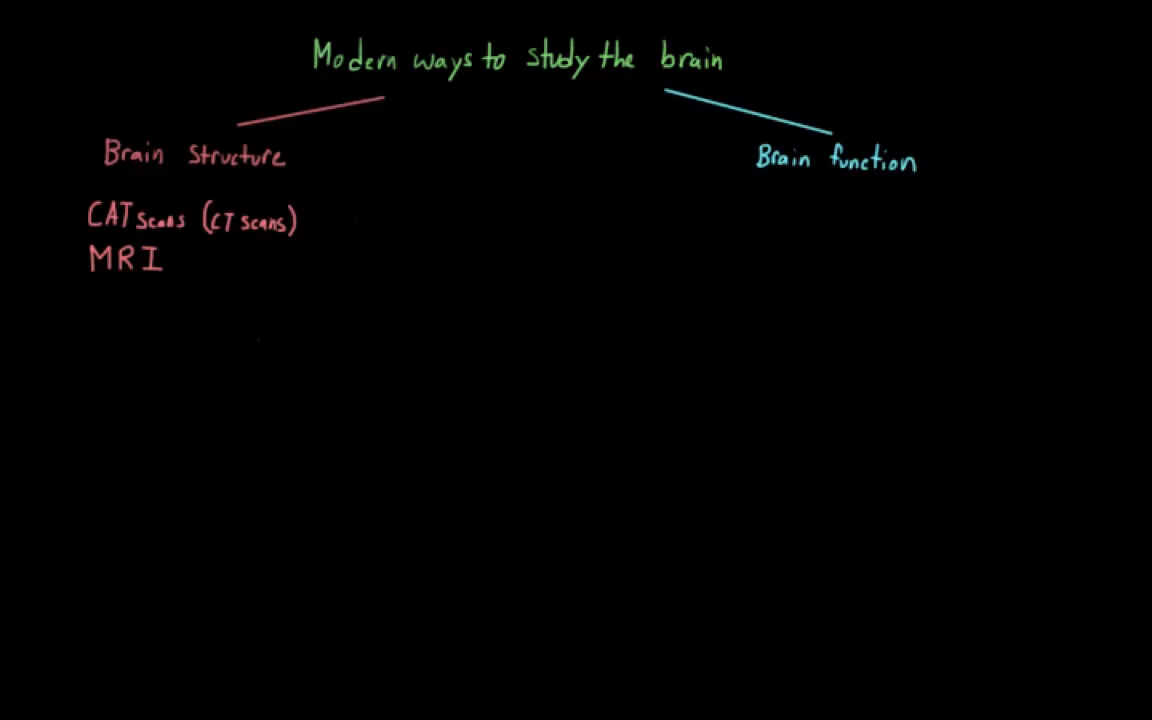 Modern ways to study the brain
Brain Structure
Brain function
CAT Scans (CT Scans)
MRI